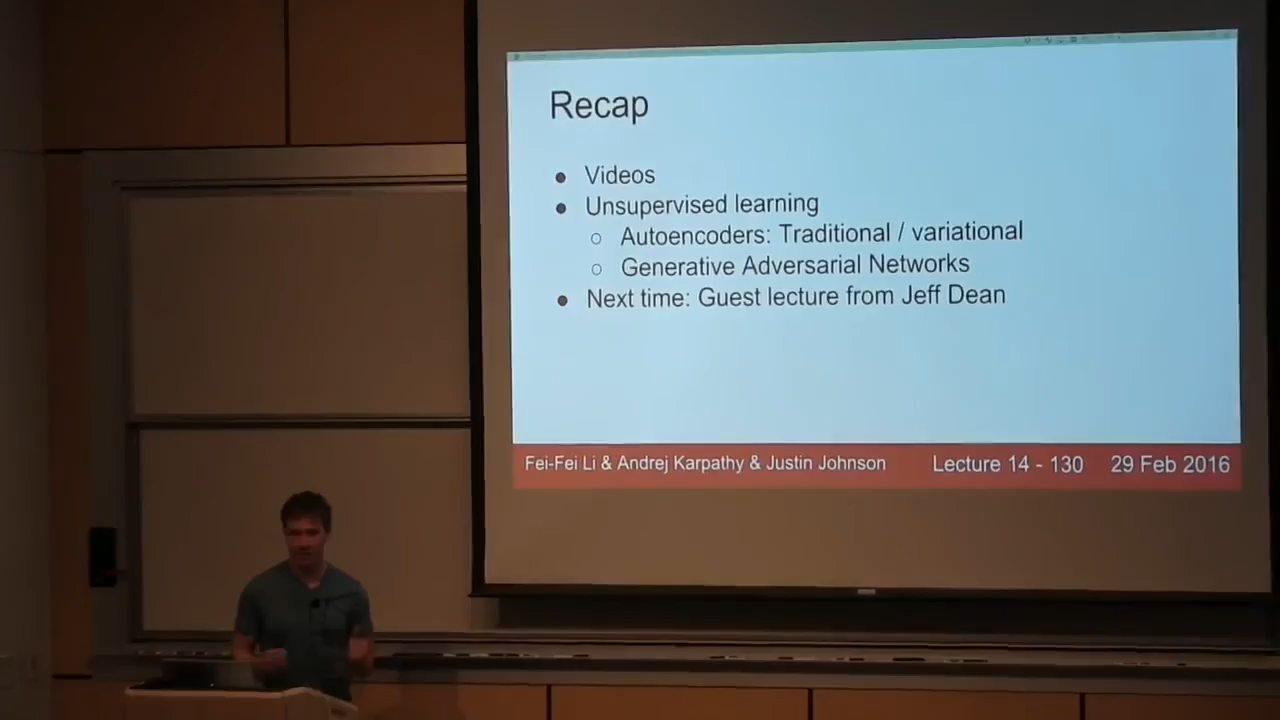 Recap
● Videos
● Unsupervised learning
○ Autoencoders: Traditional / variational
○ Generative Adversarial Networks
● Next time: Guest lecture from Jeff Dean
Fei-Fei Li & Andrej Karpathy & Justin Johnson Lecture 14 - 130 29 Feb 2016